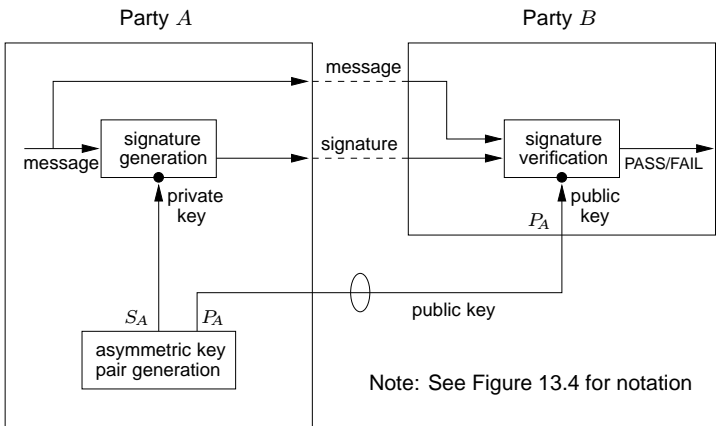 Party A
Party B
message
signature
generation
message
signature
signature
verification
PASS/FAIL
private
key
public
key
P_A
S_A
P_A
public key
asymmetric key
pair generation
Note: See Figure 13.4 for notation